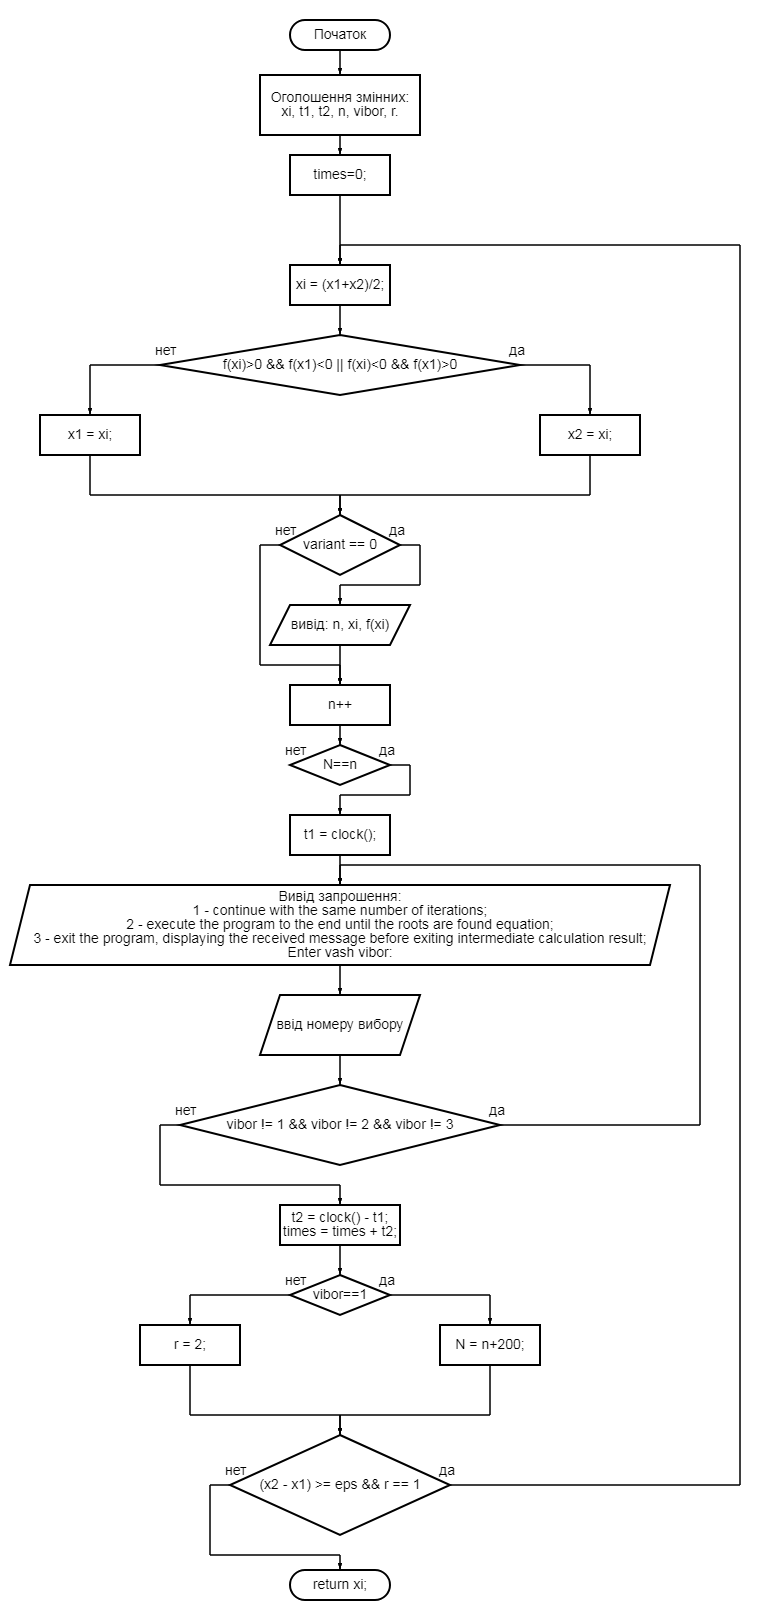 Початок
Оголошення змінних:
xi, t1, t2, n, vibor, r.
times=0;
xi = (x1+x2)/2;
нет
да
f(xi)>0 && f(x1)<0 || f(xi)<0 && f(x1)>0
x1 = xi;
x2 = xi;
нет
да
variant == 0
вивід: n, xi, f(xi)
n++
нет
да
N==n
t1 = clock();
Вивід запрошення:
1 - continue with the same number of iterations;
2 - execute the program to the end until the roots are found equation;
3 - exit the program, displaying the received message before exiting intermediate calculation result;
Enter vash vibor:
ввід номеру вибору
нет
да
vibor != 1 && vibor != 2 && vibor != 3
t2 = clock() - t1;
times = times + t2;
нет
да
vibor==1
r = 2;
N = n+200;
нет
да
(x2 - x1) >= eps && r == 1
return xi;